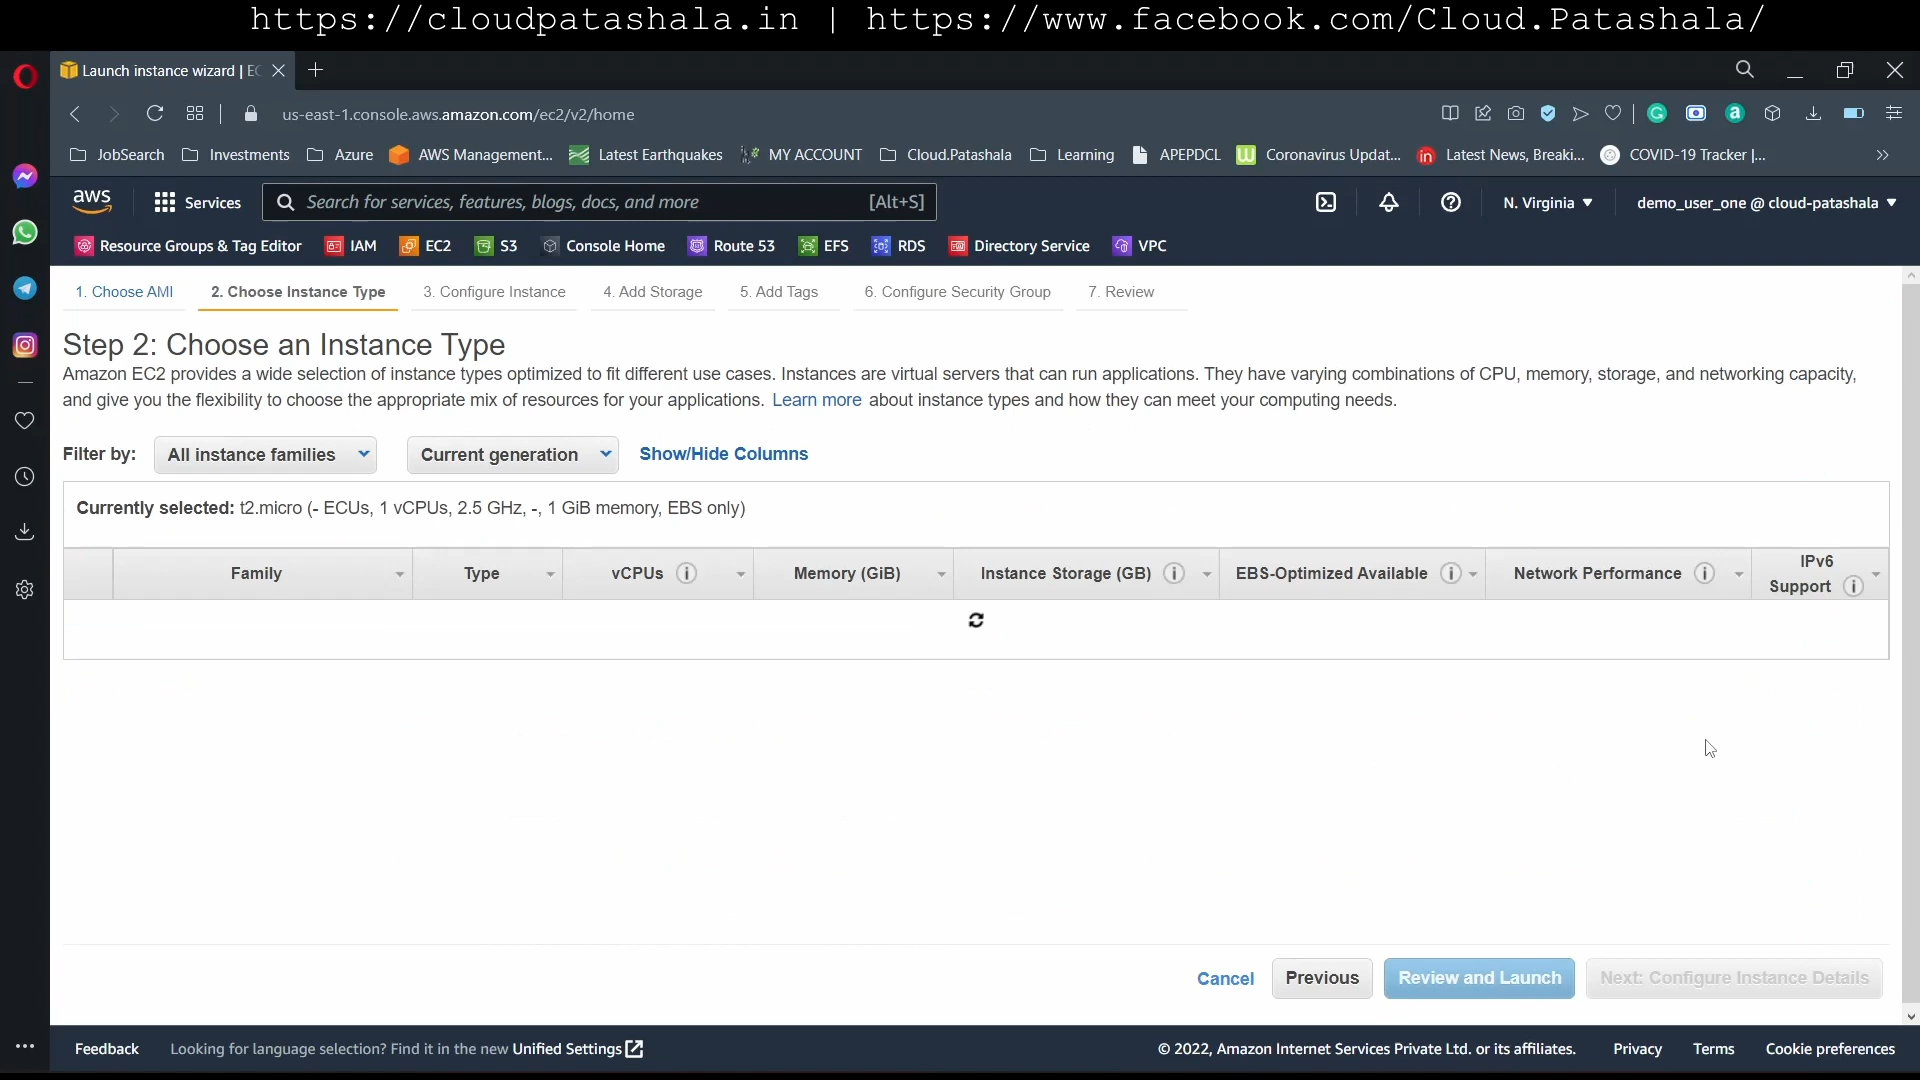 https://cloudpatashala.in | https://www.facebook.com/Cloud.Patashala/
Launch instance wizard | EC
us-east-1.console.aws.amazon.com/ec2/v2/home
JobSearch Investments Azure AWS Management... Latest Earthquakes MY ACCOUNT Cloud.Patashala Learning APEPDCL Coronavirus Updat... Latest News, Breaki... COVID-19 Tracker |...
aws Services Search for services, features, blogs, docs, and more [Alt+S] N. Virginia demo_user_one @ cloud-patashala
Resource Groups & Tag Editor IAM EC2 S3 Console Home Route 53 EFS RDS Directory Service VPC
1. Choose AMI 2. Choose Instance Type 3. Configure Instance 4. Add Storage 5. Add Tags 6. Configure Security Group 7. Review
Step 2: Choose an Instance Type
Amazon EC2 provides a wide selection of instance types optimized to fit different use cases. Instances are virtual servers that can run applications. They have varying combinations of CPU, memory, storage, and networking capacity,
and give you the flexibility to choose the appropriate mix of resources for your applications. Learn more about instance types and how they can meet your computing needs.
Filter by: All instance families Current generation Show/Hide Columns
Currently selected: t2.micro (- ECUs, 1 vCPUs, 2.5 GHz, -, 1 GiB memory, EBS only)
Family Type vCPUs Memory (GiB) Instance Storage (GB) EBS-Optimized Available Network Performance IPv6
Support
Cancel Previous Review and Launch Next: Configure Instance Details
Feedback Looking for language selection? Find it in the new Unified Settings © 2022, Amazon Internet Services Private Ltd. or its affiliates. Privacy Terms Cookie preferences